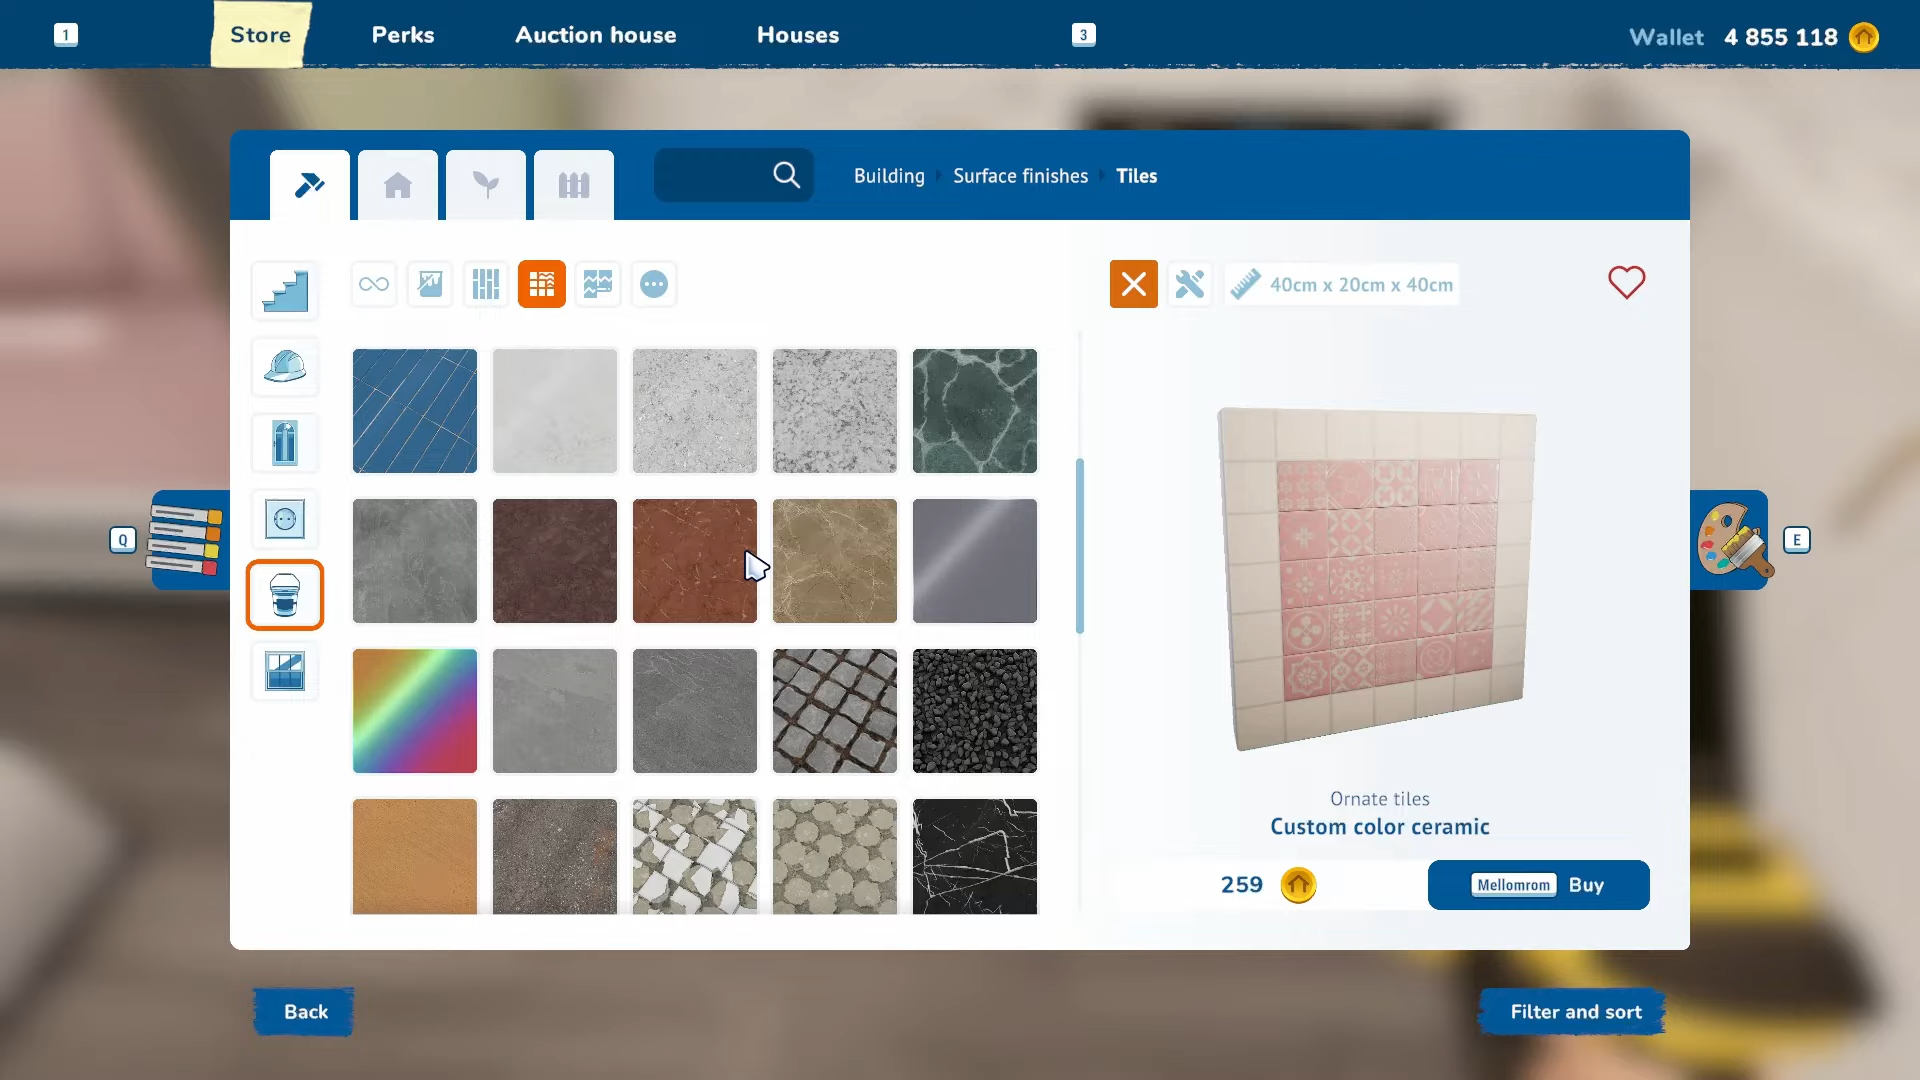 1
Store
Perks
Auction house
Houses
3
Wallet 4 855 118
Building Surface finishes Tiles
40cm x 20cm x 40cm
Q
E
Ornate tiles
Custom color ceramic
259
Mellomrom Buy
Back
Filter and sort